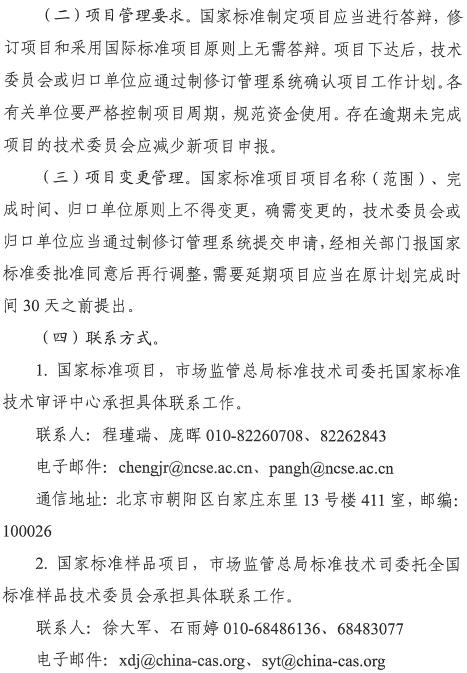 （二）项目管理要求。国家标准制定项目应当进行答辩，修
订项目和采用国际标准项目原则上无需答辩。项目下达后，技术
委员会或归口单位应通过制修订管理系统确认项目工作计划。各
有关单位要严格控制项目周期，规范资金使用。存在逾期未完成
项目的技术委员会应减少新项目申报。
（三）项目变更管理。国家标准项目项目名称（范围）、完
成时间、归口单位原则上不得变更，确需变更的，技术委员会或
归口单位应当通过制修订管理系统提交申请，经相关部门报国家
标准委批准同意后再行调整，需要延期项目应当在原计划完成时
间 30 天之前提出。
（四）联系方式。
1. 国家标准项目，市场监管总局标准技术司委托国家标准
技术审评中心承担具体联系工作。
联系人：程瑾瑞、庞晖 010-82260708、82262843
电子邮件：chengjr@ncse.ac.cn、pangh@ncse.ac.cn
通信地址：北京市朝阳区白家庄东里 13 号楼 411 室，邮编：
100026
2. 国家标准样品项目，市场监管总局标准技术司委托全国
标准样品技术委员会承担具体联系工作。
联系人：徐大军、石雨婷 010-68486136、68483077
电子邮件：xdj@china-cas.org、syt@china-cas.org